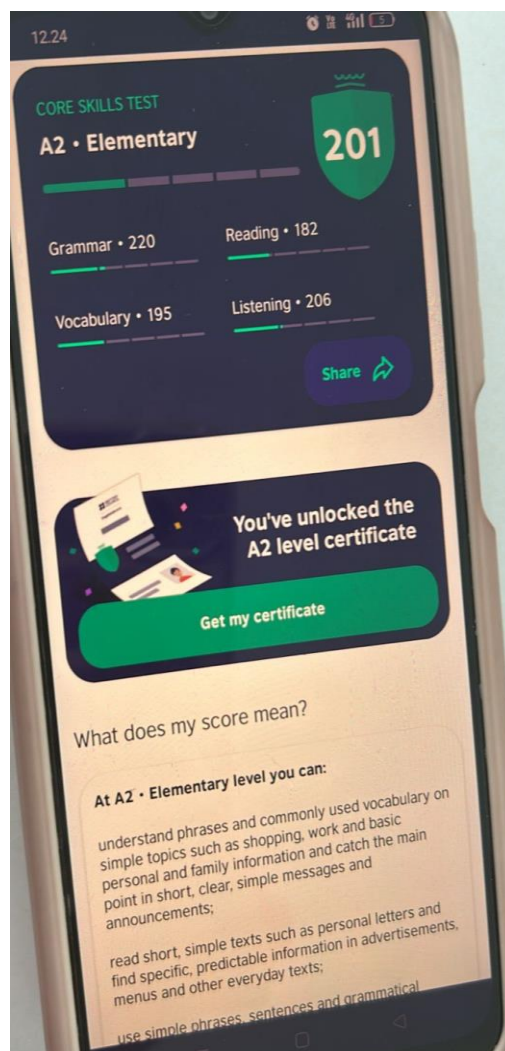 12.24
5
CORE SKILLS TEST
A2 • Elementary
201
Grammar • 220
Reading • 182
Vocabulary • 195
Listening • 206
Share
You've unlocked the
A2 level certificate
Get my certificate
What does my score mean?
At A2 • Elementary level you can:
understand phrases and commonly used vocabulary on
simple topics such as shopping, work and basic
personal and family information and catch the main
point in short, clear, simple messages and
announcements;
read short, simple texts such as personal letters and
find specific, predictable information in advertisements,
menus and other everyday texts;
use simple phrases, sentences and grammatical